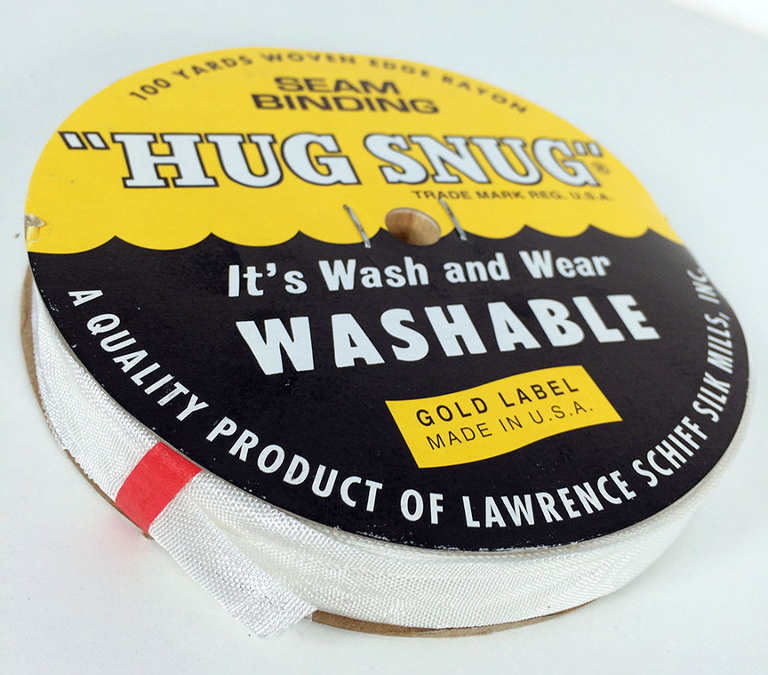 100 YARDS WOVEN EDGE RAYON
SEAM
BINDING
"HUG SNUG"®
TRADE MARK REG. U.S.A.
It's Wash and Wear
WASHABLE
GOLD LABEL
MADE IN U.S.A.
A QUALITY PRODUCT OF LAWRENCE SCHIFF SILK MILLS, INC.